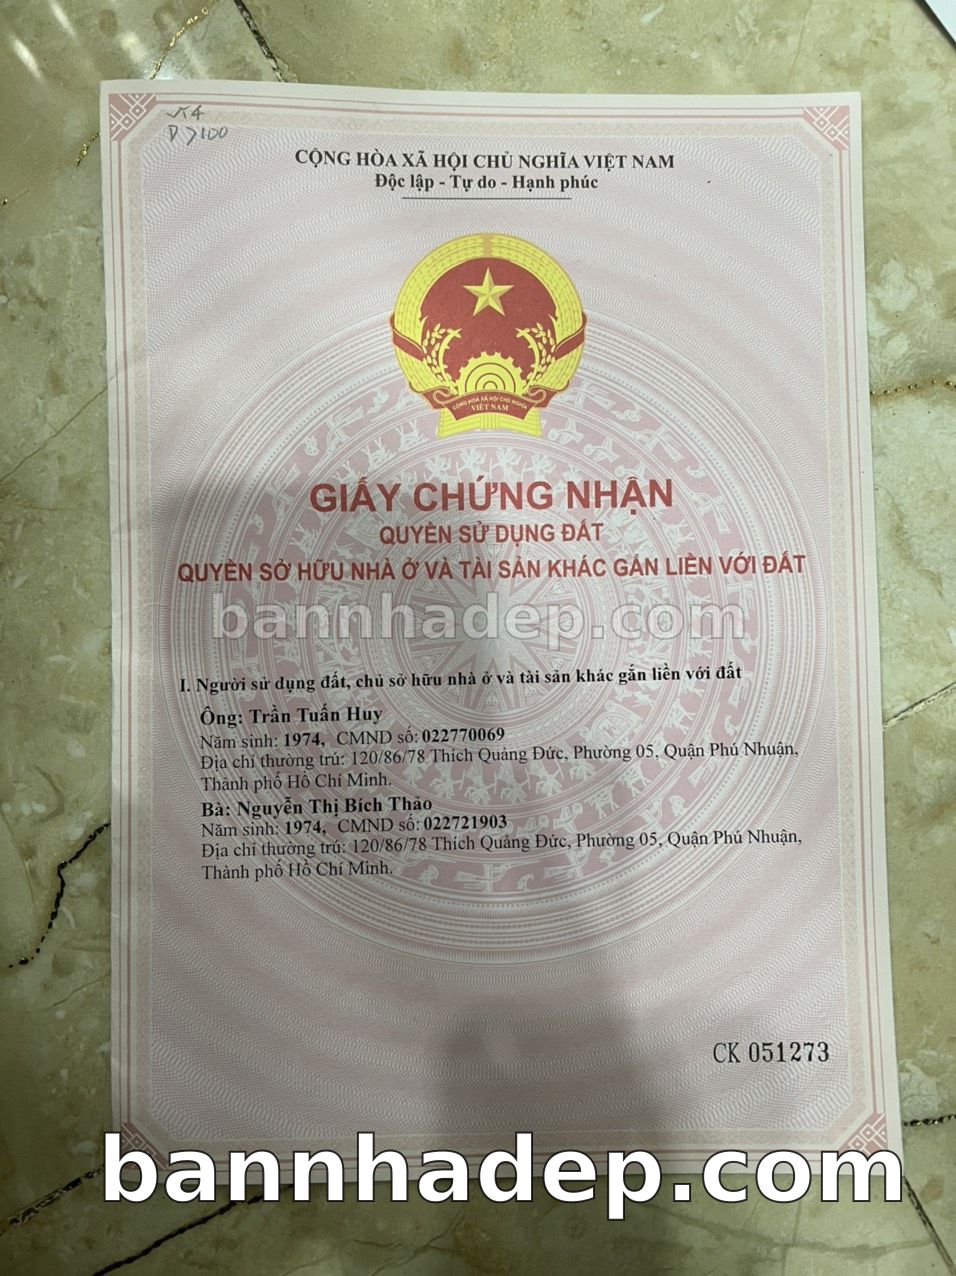 D 7100
CỘNG HÒA XÃ HỘI CHỦ NGHĨA VIỆT NAM
Độc lập - Tự do - Hạnh phúc
CỘNG HÒA XÃ HỘI CHỦ NGHĨA
VIỆT NAM
GIẤY CHỨNG NHẬN
QUYỀN SỬ DỤNG ĐẤT
QUYỀN SỞ HỮU NHÀ Ở VÀ TÀI SẢN KHÁC GẮN LIỀN VỚI ĐẤT
bannhadep.com
I. Người sử dụng đất, chủ sở hữu nhà ở và tài sản khác gắn liền với đất
Ông: Trần Tuấn Huy
Năm sinh: 1974, CMND số: 022770069
Địa chỉ thường trú: 120/86/78 Thích Quảng Đức, Phường 05, Quận Phú Nhuận,
Thành phố Hồ Chí Minh.
Bà: Nguyễn Thị Bích Thảo
Năm sinh: 1974, CMND số: 022721903
Địa chỉ thường trú: 120/86/78 Thích Quảng Đức, Phường 05, Quận Phú Nhuận,
Thành phố Hồ Chí Minh.
CK 051273
bannhadep.com